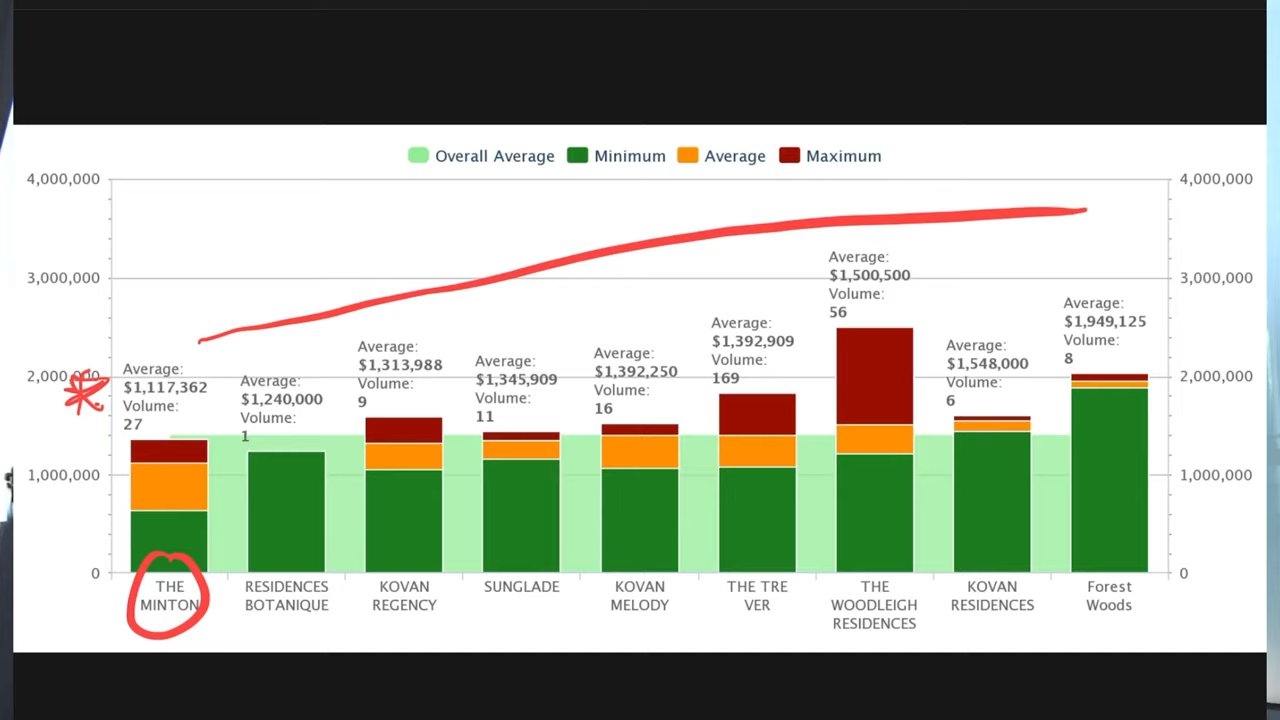 Overall Average Minimum Average Maximum
4,000,000 4,000,000
3,000,000 3,000,000
2,000,000 2,000,000
1,000,000 1,000,000
0 0
Average:
$1,117,362
Volume:
27
Average:
$1,240,000
Volume:
1
Average:
$1,313,988
Volume:
9
Average:
$1,345,909
Volume:
11
Average:
$1,392,250
Volume:
16
Average:
$1,392,909
Volume:
169
Average:
$1,500,500
Volume:
56
Average:
$1,548,000
Volume:
6
Average:
$1,949,125
Volume:
8
THE
MINTON
RESIDENCES
BOTANIQUE
KOVAN
REGENCY
SUNGLADE
KOVAN
MELODY
THE TRE
VER
THE
WOODLEIGH
RESIDENCES
KOVAN
RESIDENCES
Forest
Woods